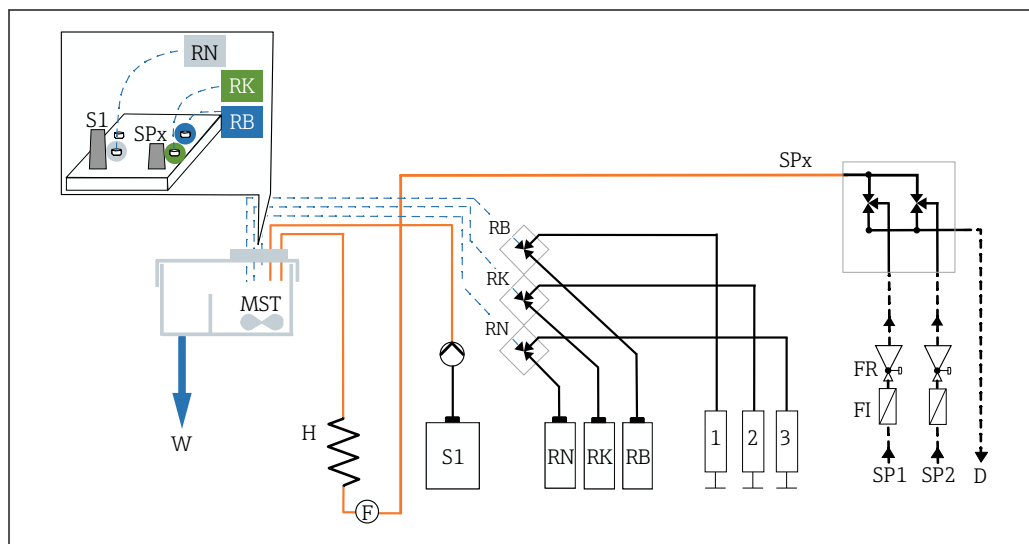 RN
RK
S1
SPx
RB
SPx
RB
RK
MST
RN
FR
FI
H
W
S1
RN
RK
RB
1
2
3
SP1
SP2
D
F